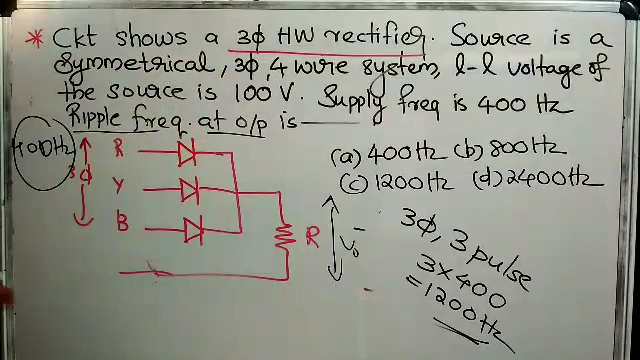 * Ckt shows a 3ϕ HW rectifier. Source is a
Symmetrical, 3ϕ, 4 wire system, l-l voltage of
the source is 100 V. Supply freq is 400 Hz
Ripple freq. at o/p is
400Hz
3ϕ
R
Y
B
R
V₀
(a) 400Hz (b) 800Hz
(c) 1200Hz (d) 2400Hz
3ϕ, 3 pulse
3×400
=1200Hz